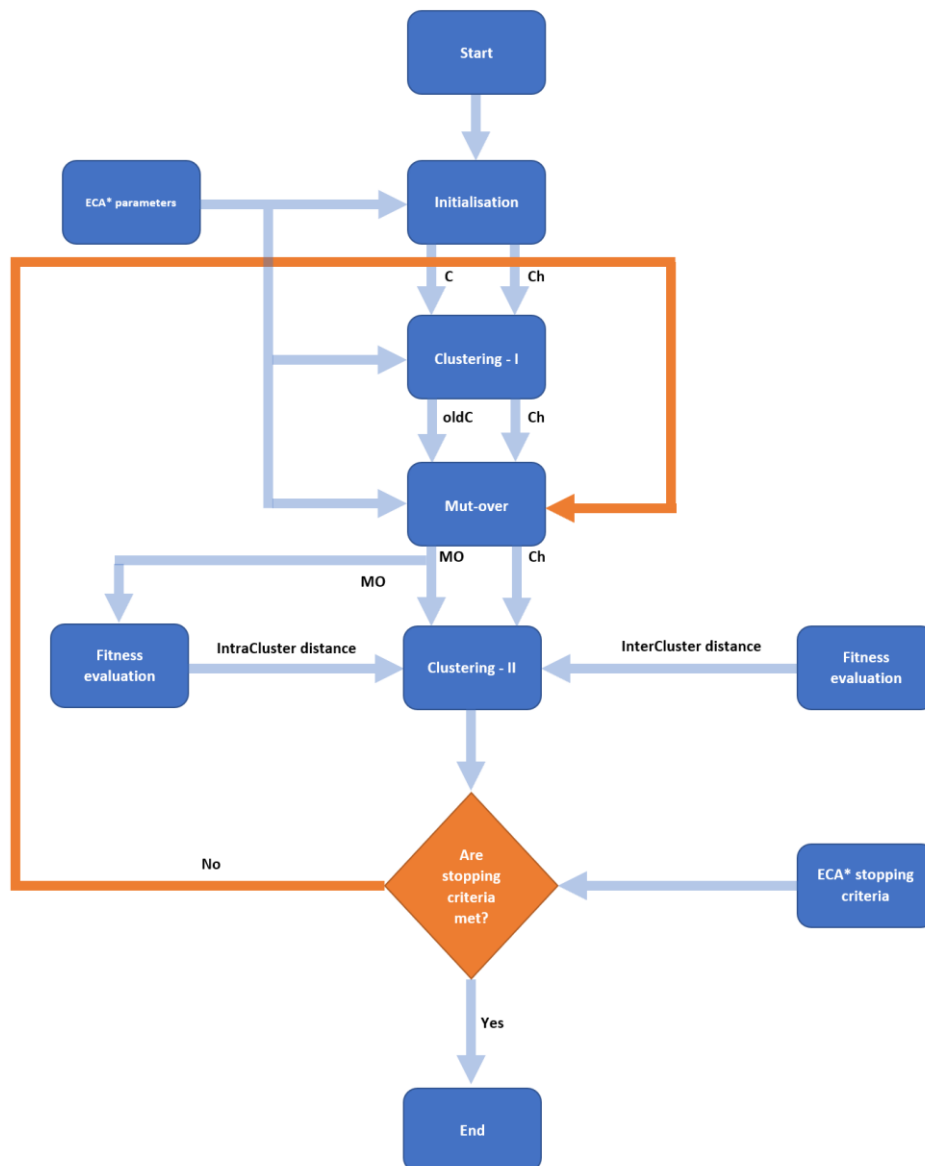 Start
ECA* parameters
Initialisation
C
Ch
Clustering - I
oldC
Ch
Mut-over
MO
Ch
MO
Fitness
evaluation
IntraCluster distance
Clustering - II
InterCluster distance
Fitness
evaluation
No
Are
stopping
criteria
met?
ECA* stopping
criteria
Yes
End